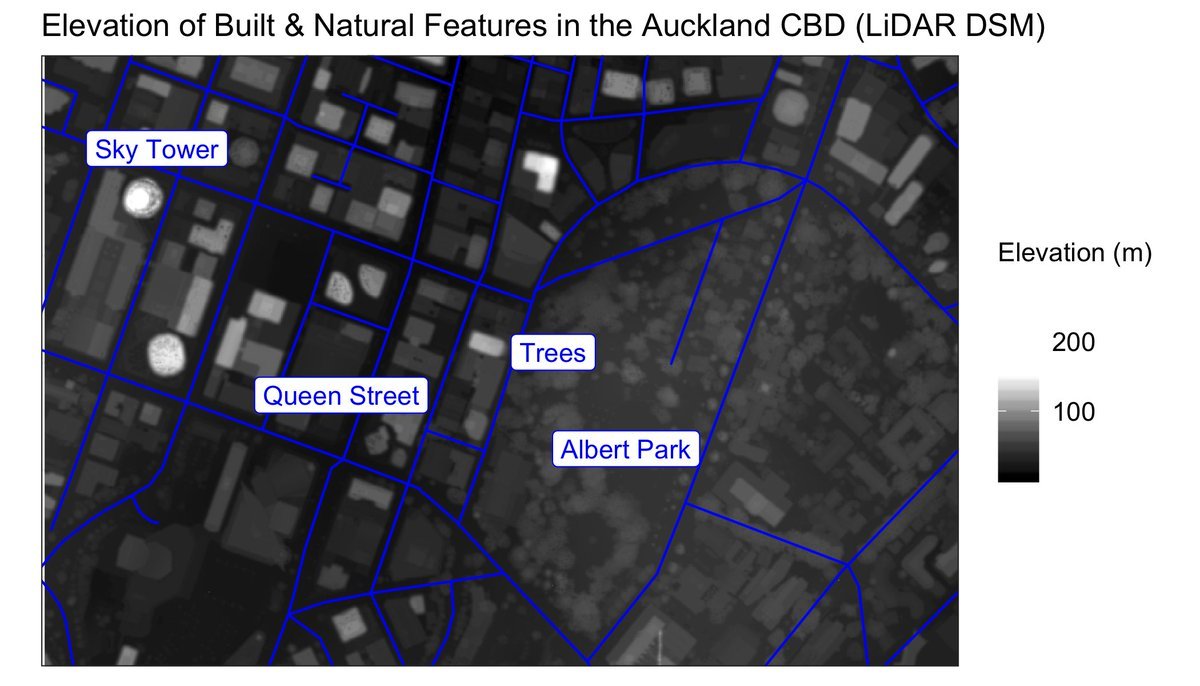 Elevation of Built & Natural Features in the Auckland CBD (LiDAR DSM)
Sky Tower
Elevation (m)
200
Trees
Queen Street
100
Albert Park